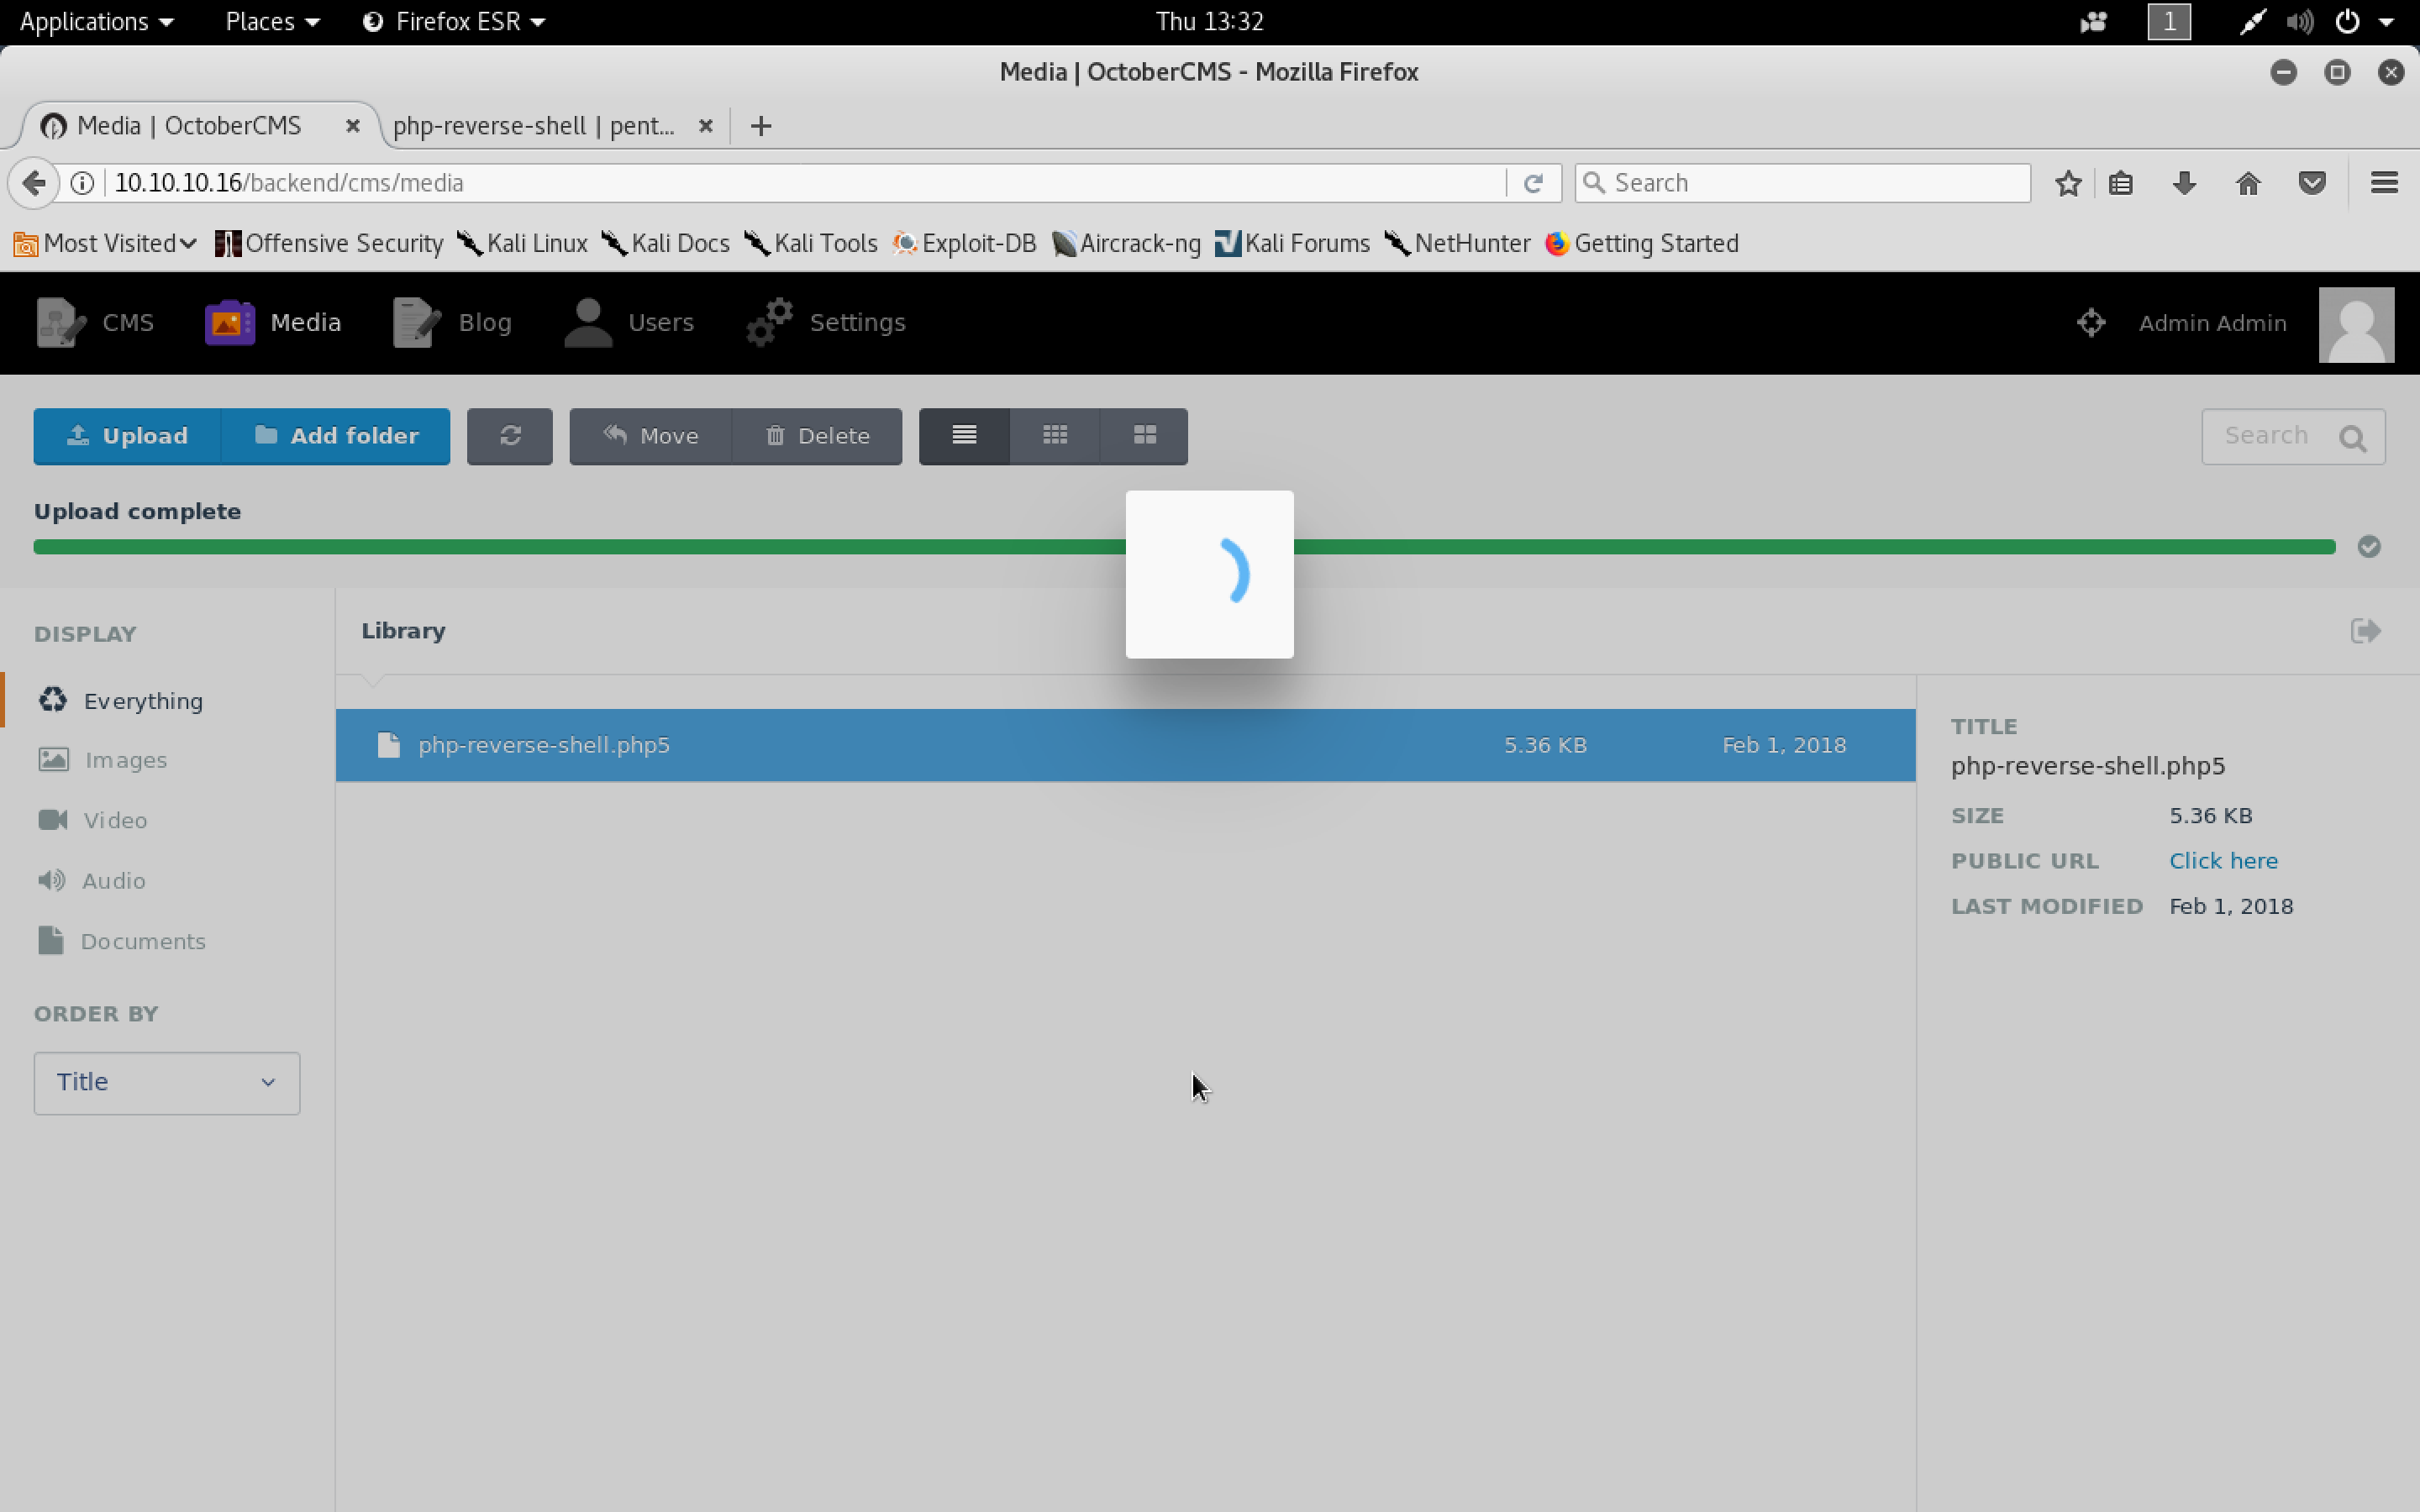 Applications Places Firefox ESR Thu 13:32 1
Media | OctoberCMS - Mozilla Firefox
Media | OctoberCMS php-reverse-shell | pent...
10.10.10.16/backend/cms/media Search
Most Visited Offensive Security Kali Linux Kali Docs Kali Tools Exploit-DB Aircrack-ng Kali Forums NetHunter Getting Started
CMS Media Blog Users Settings Admin Admin
Upload Add folder Move Delete Search
Upload complete
DISPLAY
Everything
Images
Video
Audio
Documents
ORDER BY
Title
Library
php-reverse-shell.php5 5.36 KB Feb 1, 2018
TITLE
php-reverse-shell.php5
SIZE 5.36 KB
PUBLIC URL Click here
LAST MODIFIED Feb 1, 2018